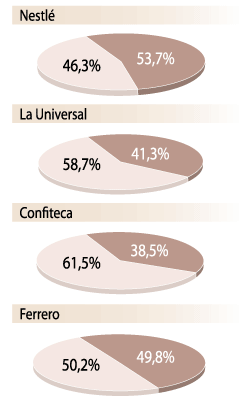 Nestlé
46,3% 53,7%
La Universal
58,7% 41,3%
Confiteca
61,5% 38,5%
Ferrero
50,2% 49,8%